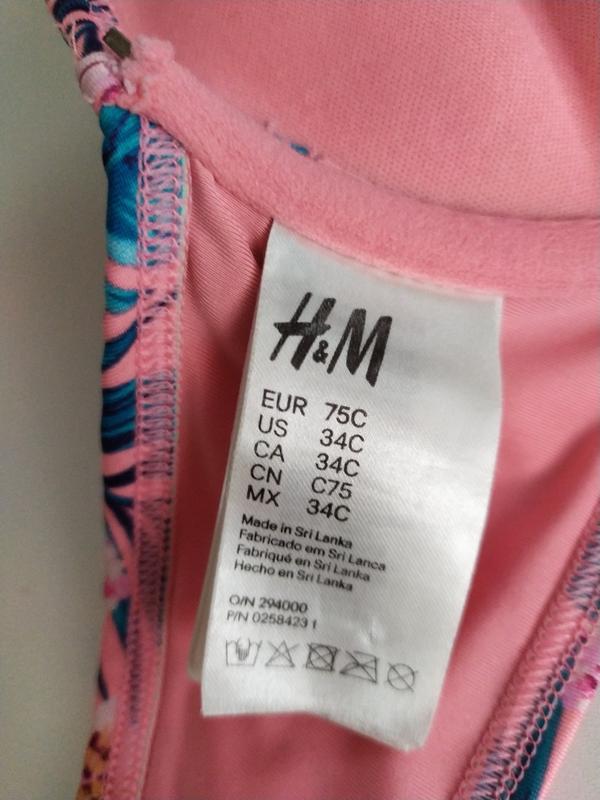 H&M
EUR 75C
US 34C
CA 34C
CN C75
MX 34C
Made in Sri Lanka
Fabricado em Sri Lanca
Fabriqué en Sri Lanka
Hecho en Sri Lanka
O/N 294000
P/N 0258423 1